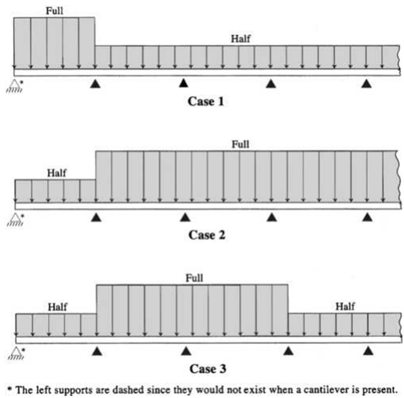 Full
Half
*
Case 1
Full
Half
*
Case 2
Full
Half
Half
*
Case 3
* The left supports are dashed since they would not exist when a cantilever is present.